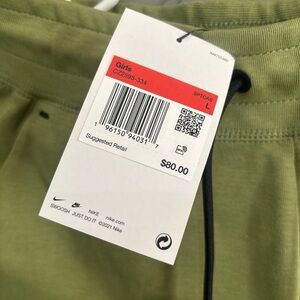 Girls
CZ2595-334
SPTCAS
L
1 96150 94031 7
Suggested Retail
$80.00
NIKE nike.com
SWOOSH JUST DO IT ©2021 Nike